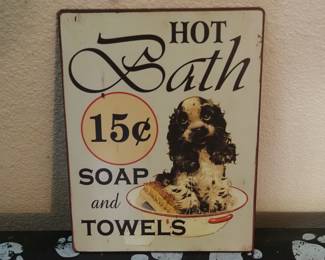 HOT
Bath
15¢
SOAP
and
TOWELS